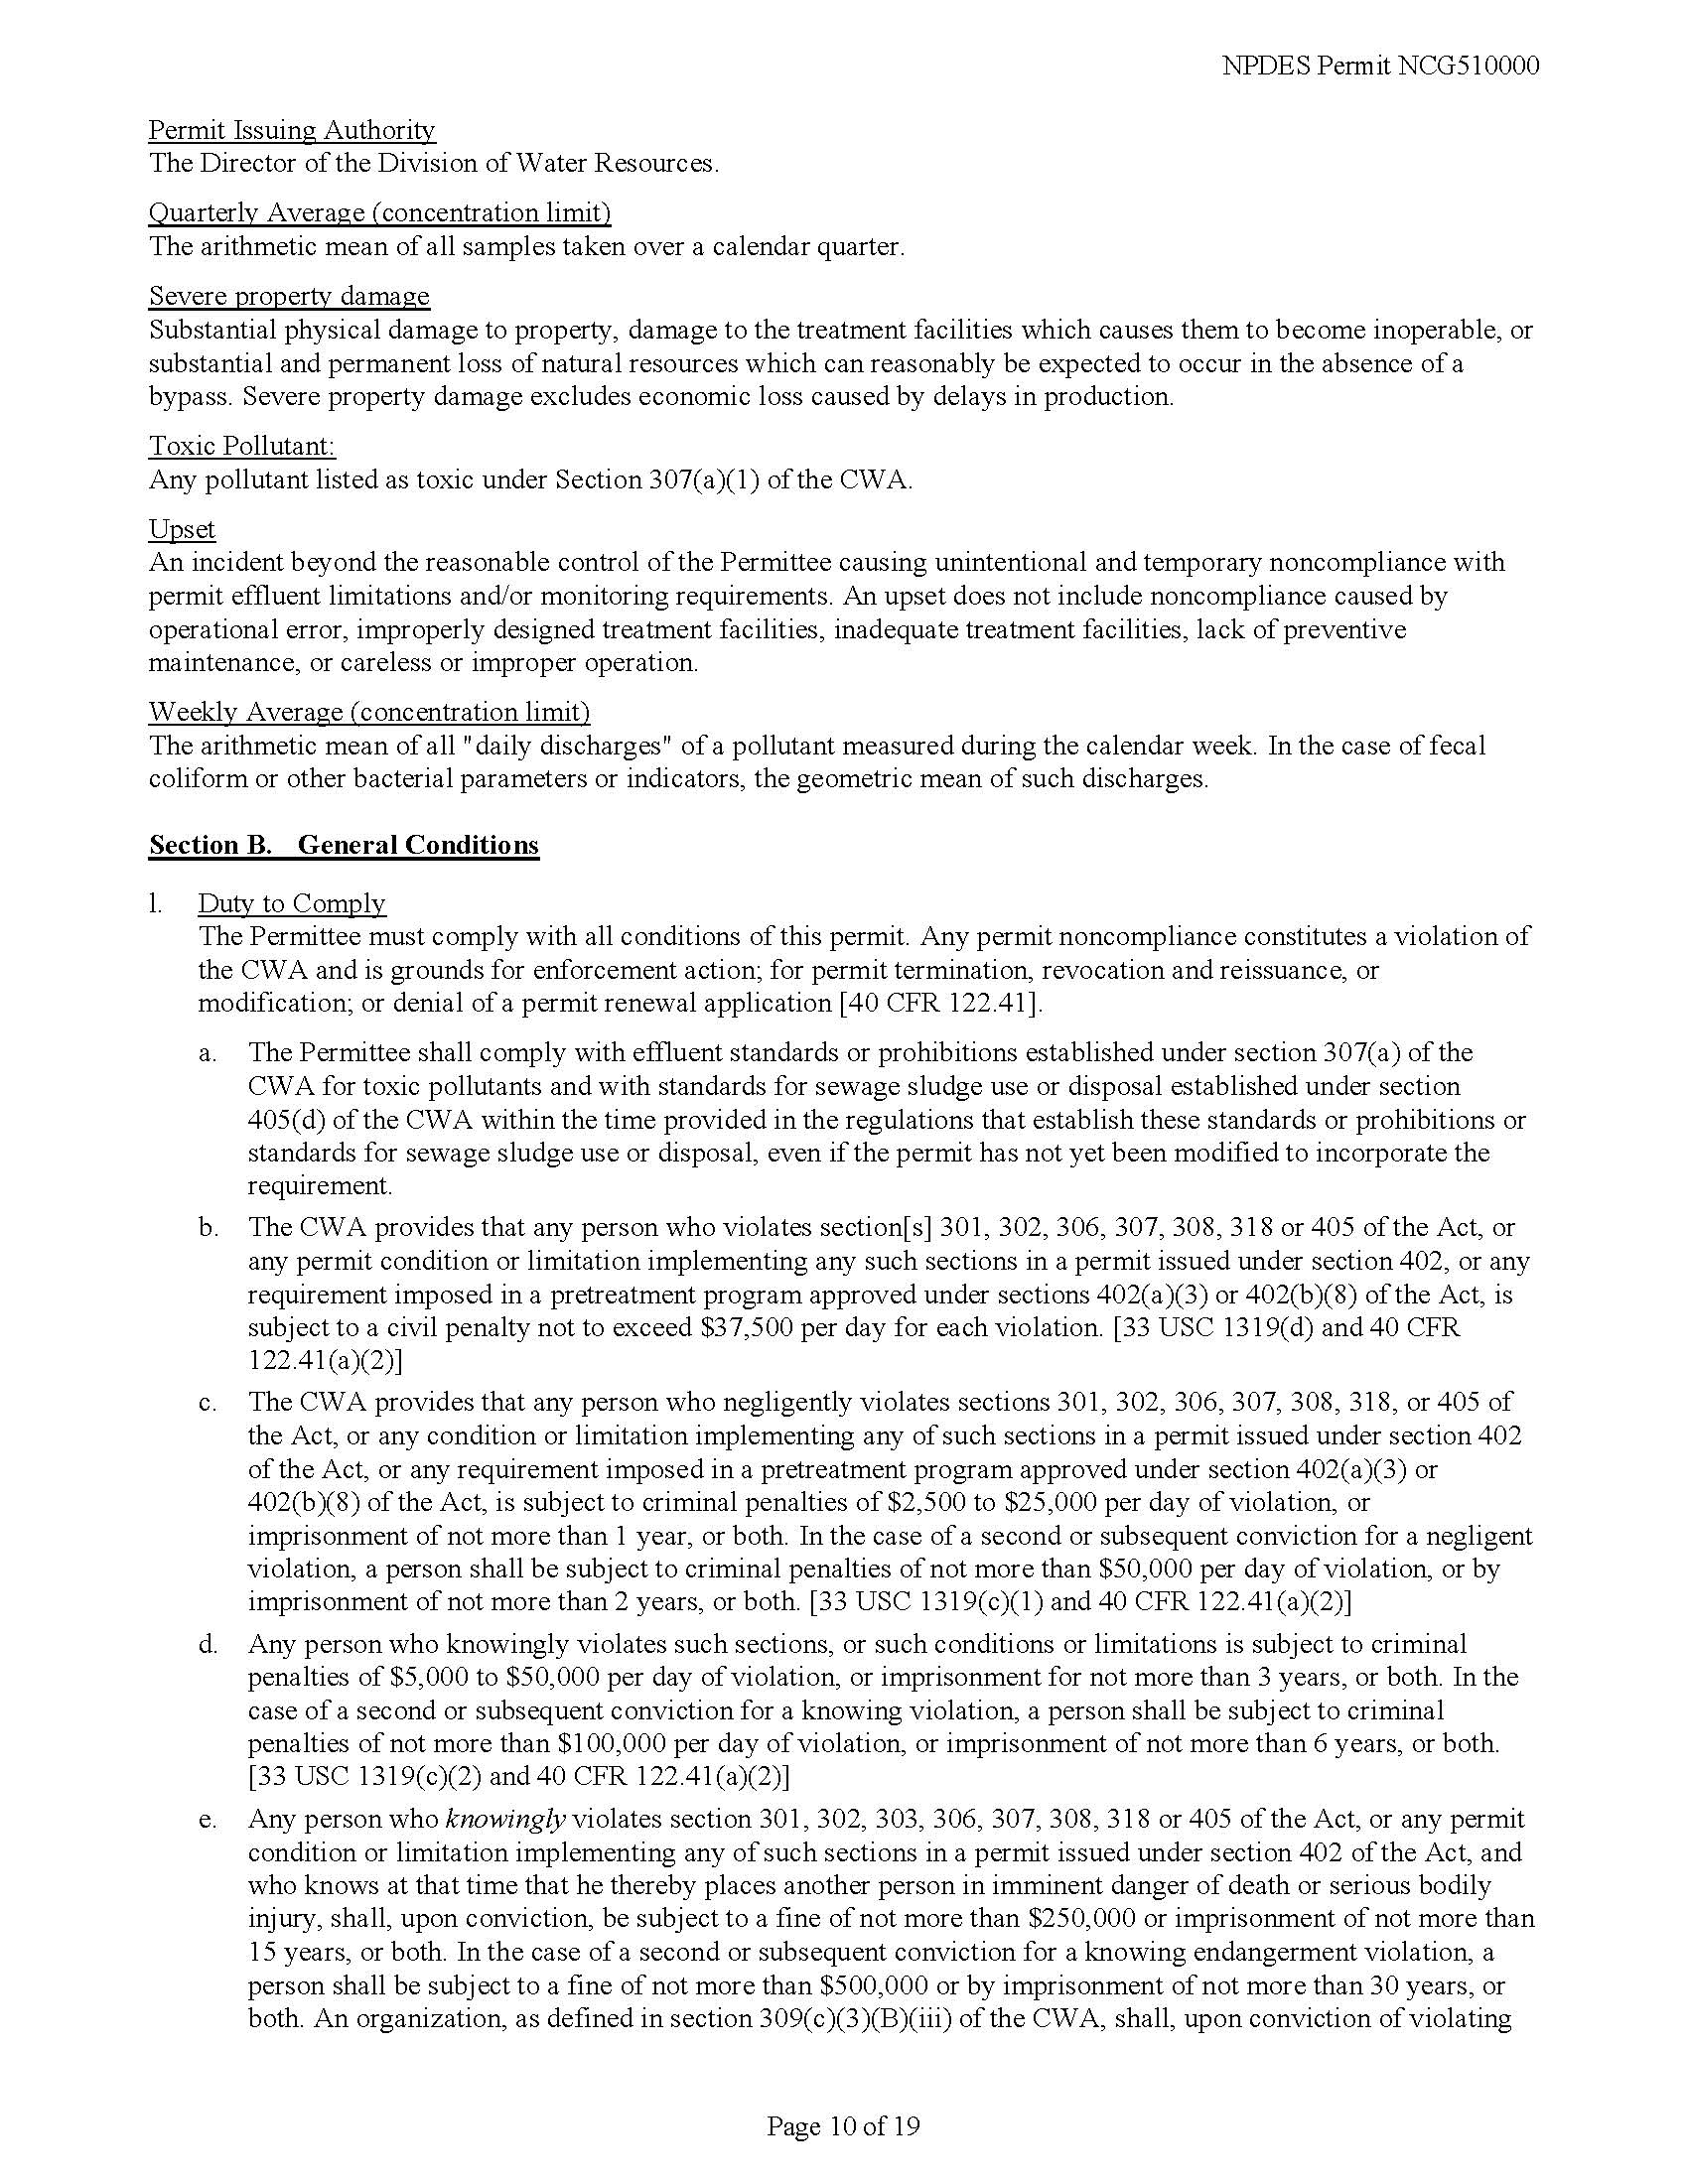 NPDES Permit NCG510000
Permit Issuing Authority
The Director of the Division of Water Resources.
Quarterly Average (concentration limit)
The arithmetic mean of all samples taken over a calendar quarter.
Severe property damage
Substantial physical damage to property, damage to the treatment facilities which causes them to become inoperable, or
substantial and permanent loss of natural resources which can reasonably be expected to occur in the absence of a
bypass. Severe property damage excludes economic loss caused by delays in production.
Toxic Pollutant:
Any pollutant listed as toxic under Section 307(a)(1) of the CWA.
Upset
An incident beyond the reasonable control of the Permittee causing unintentional and temporary noncompliance with
permit effluent limitations and/or monitoring requirements. An upset does not include noncompliance caused by
operational error, improperly designed treatment facilities, inadequate treatment facilities, lack of preventive
maintenance, or careless or improper operation.
Weekly Average (concentration limit)
The arithmetic mean of all "daily discharges" of a pollutant measured during the calendar week. In the case of fecal
coliform or other bacterial parameters or indicators, the geometric mean of such discharges.
Section B. General Conditions
1. Duty to Comply
The Permittee must comply with all conditions of this permit. Any permit noncompliance constitutes a violation of
the CWA and is grounds for enforcement action; for permit termination, revocation and reissuance, or
modification; or denial of a permit renewal application [40 CFR 122.41].
a. The Permittee shall comply with effluent standards or prohibitions established under section 307(a) of the
CWA for toxic pollutants and with standards for sewage sludge use or disposal established under section
405(d) of the CWA within the time provided in the regulations that establish these standards or prohibitions or
standards for sewage sludge use or disposal, even if the permit has not yet been modified to incorporate the
requirement.
b. The CWA provides that any person who violates section[s] 301, 302, 306, 307, 308, 318 or 405 of the Act, or
any permit condition or limitation implementing any such sections in a permit issued under section 402, or any
requirement imposed in a pretreatment program approved under sections 402(a)(3) or 402(b)(8) of the Act, is
subject to a civil penalty not to exceed $37,500 per day for each violation. [33 USC 1319(d) and 40 CFR
122.41(a)(2)]
c. The CWA provides that any person who negligently violates sections 301, 302, 306, 307, 308, 318, or 405 of
the Act, or any condition or limitation implementing any of such sections in a permit issued under section 402
of the Act, or any requirement imposed in a pretreatment program approved under section 402(a)(3) or
402(b)(8) of the Act, is subject to criminal penalties of $2,500 to $25,000 per day of violation, or
imprisonment of not more than 1 year, or both. In the case of a second or subsequent conviction for a negligent
violation, a person shall be subject to criminal penalties of not more than $50,000 per day of violation, or by
imprisonment of not more than 2 years, or both. [33 USC 1319(c)(1) and 40 CFR 122.41(a)(2)]
d. Any person who knowingly violates such sections, or such conditions or limitations is subject to criminal
penalties of $5,000 to $50,000 per day of violation, or imprisonment for not more than 3 years, or both. In the
case of a second or subsequent conviction for a knowing violation, a person shall be subject to criminal
penalties of not more than $100,000 per day of violation, or imprisonment of not more than 6 years, or both.
[33 USC 1319(c)(2) and 40 CFR 122.41(a)(2)]
e. Any person who knowingly violates section 301, 302, 303, 306, 307, 308, 318 or 405 of the Act, or any permit
condition or limitation implementing any of such sections in a permit issued under section 402 of the Act, and
who knows at that time that he thereby places another person in imminent danger of death or serious bodily
injury, shall, upon conviction, be subject to a fine of not more than $250,000 or imprisonment of not more than
15 years, or both. In the case of a second or subsequent conviction for a knowing endangerment violation, a
person shall be subject to a fine of not more than $500,000 or by imprisonment of not more than 30 years, or
both. An organization, as defined in section 309(c)(3)(B)(iii) of the CWA, shall, upon conviction of violating
Page 10 of 19